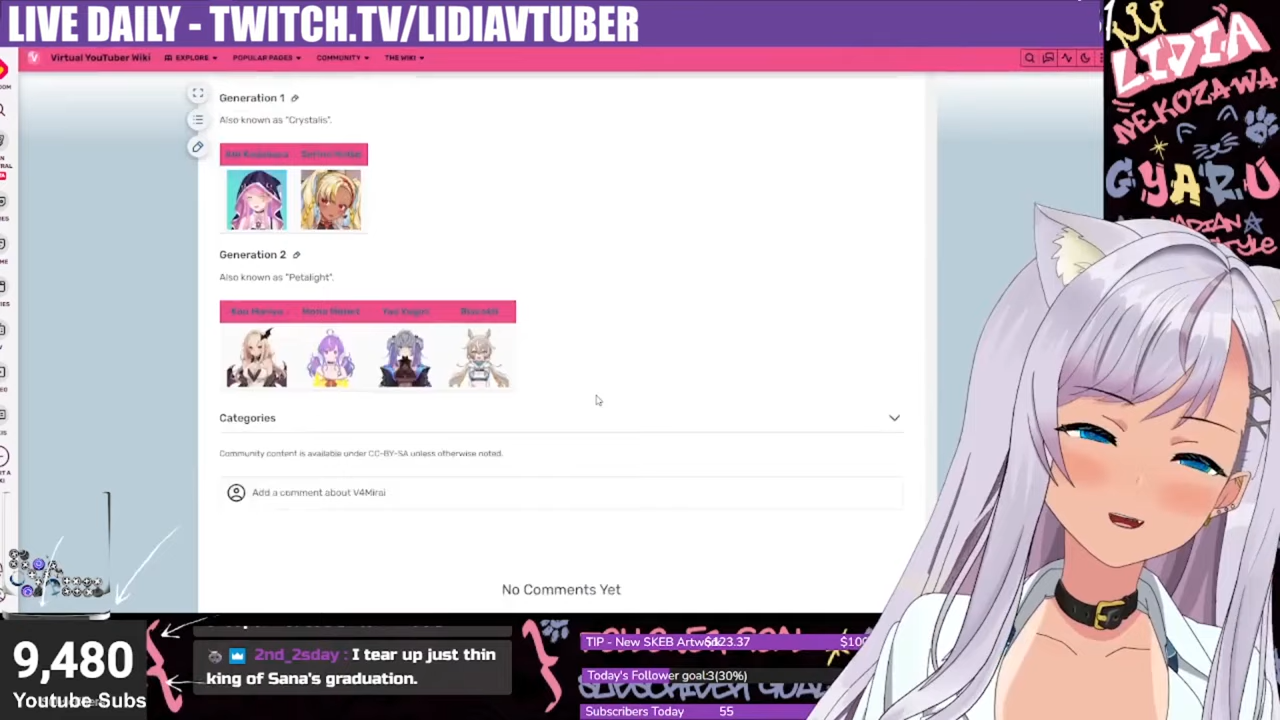 LIVE DAILY - TWITCH.TV/LIDIAVTUBER
Virtual YouTuber Wiki
EXPLORE
POPULAR PAGES
COMMUNITY
THE WIKI
LIDIA
NEKOZAWA
GYARU
Generation 1
Also known as "Crystalis".
Generation 2
Also known as "Petalight".
Categories
Community content is available under CC-BY-SA unless otherwise noted.
Add a comment about V4Mirai
No Comments Yet
9,480
Youtube Subs
2nd_2sday : I tear up just thin
king of Sana's graduation.
TIP - New SKEB Artwork
$123.37
$100
Today's Follower goal:3(30%)
SUBSCRIBER GOAL
Subscribers Today
55